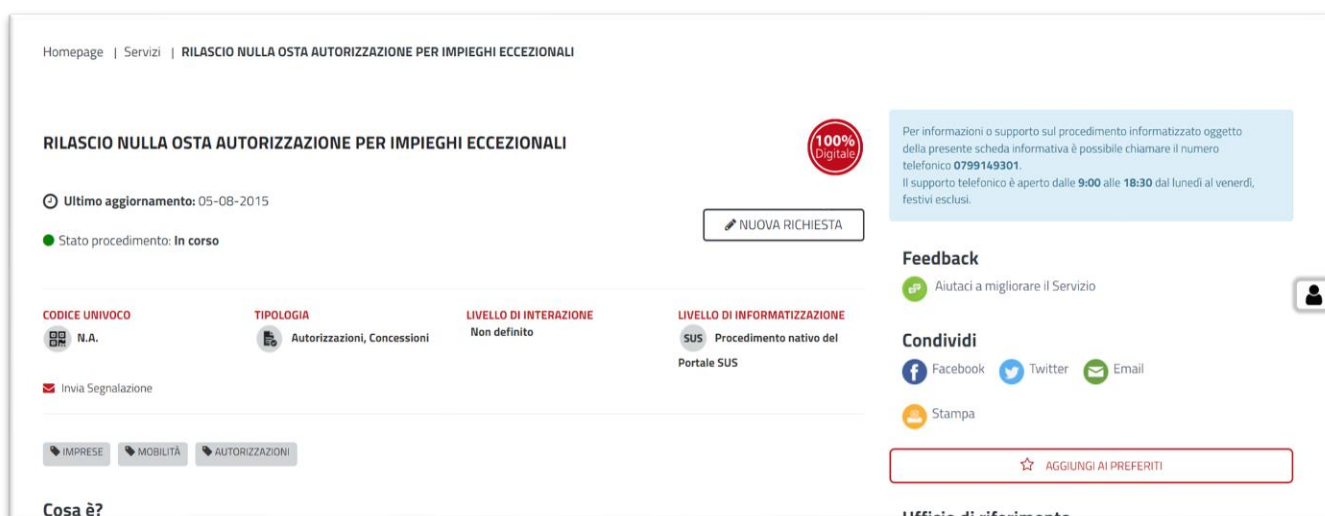 Homepage | Servizi | RILASCIO NULLA OSTA AUTORIZZAZIONE PER IMPIEGHI ECCEZIONALI
RILASCIO NULLA OSTA AUTORIZZAZIONE PER IMPIEGHI ECCEZIONALI
100%
Digitale
Ultimo aggiornamento: 05-08-2015
Stato procedimento: In corso
NUOVA RICHIESTA
CODICE UNIVOCO
N.A.
TIPOLOGIA
Autorizzazioni, Concessioni
LIVELLO DI INTERAZIONE
Non definito
LIVELLO DI INFORMATIZZAZIONE
SUS Procedimento nativo del
Portale SUS
Invia Segnalazione
IMPRESE MOBILITÀ AUTORIZZAZIONI
Cosa è?
Per informazioni o supporto sul procedimento informatizzato oggetto
della presente scheda informativa è possibile chiamare il numero
telefonico 0799149301.
Il supporto telefonico è aperto dalle 9:00 alle 18:30 dal lunedì al venerdì,
festivi esclusi.
Feedback
Aiutaci a migliorare il Servizio
Condividi
Facebook Twitter Email
Stampa
AGGIUNGI AI PREFERITI
Ufficio di riferimento